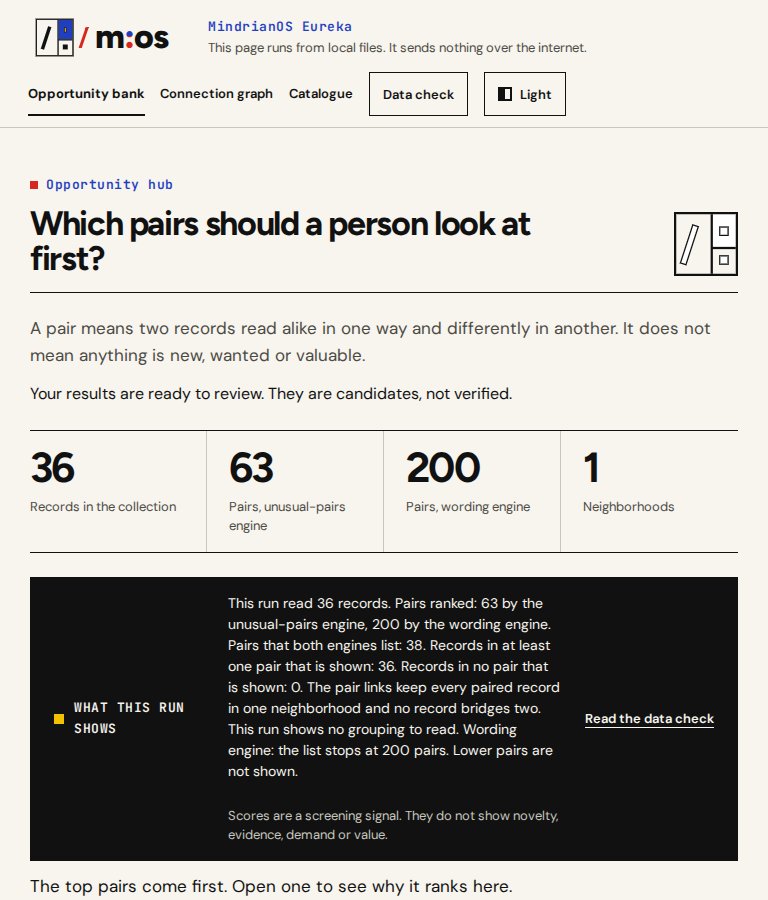 / m:os
MindrianOS Eureka
This page runs from local files. It sends nothing over the internet.
Opportunity bank
Connection graph
Catalogue
Data check
Light
Opportunity hub
Which pairs should a person look at
first?
A pair means two records read alike in one way and differently in another. It does not
mean anything is new, wanted or valuable.
Your results are ready to review. They are candidates, not verified.
36
Records in the collection
63
Pairs, unusual-pairs
engine
200
Pairs, wording engine
1
Neighborhoods
WHAT THIS RUN
SHOWS
This run read 36 records. Pairs ranked: 63 by the
unusual-pairs engine, 200 by the wording engine.
Pairs that both engines list: 38. Records in at least
one pair that is shown: 36. Records in no pair that
is shown: 0. The pair links keep every paired record
in one neighborhood and no record bridges two.
This run shows no grouping to read. Wording
engine: the list stops at 200 pairs. Lower pairs are
not shown.
Scores are a screening signal. They do not show novelty,
evidence, demand or value.
Read the data check
The top pairs come first. Open one to see why it ranks here.